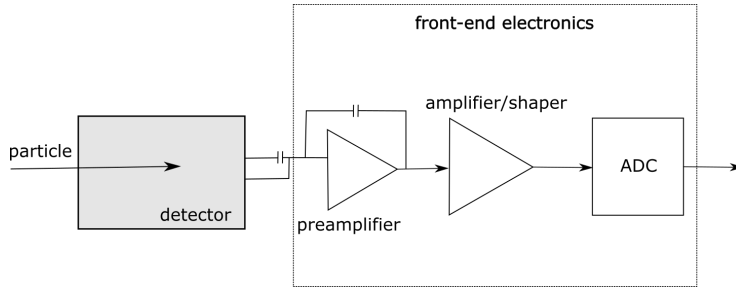 front-end electronics
amplifier/shaper
particle
ADC
detector
preamplifier